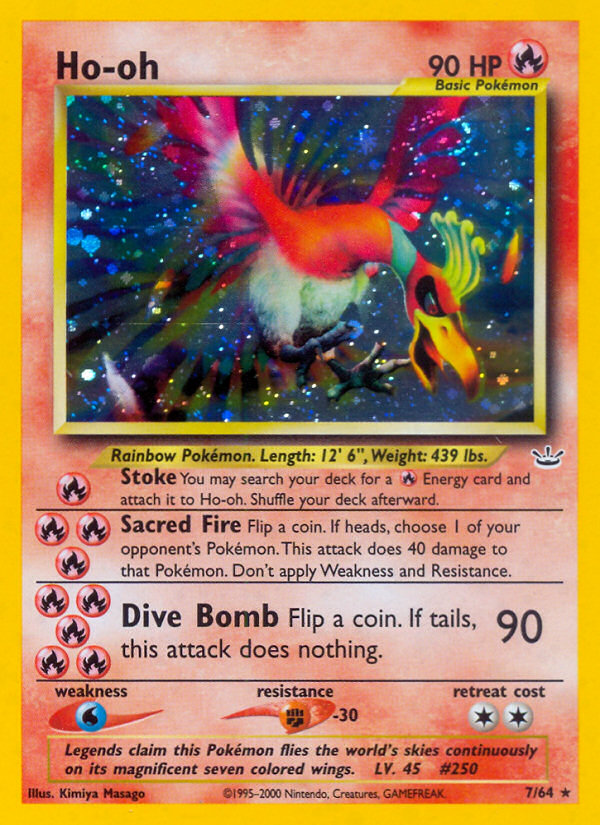 Ho-oh
90 HP
Basic Pokémon
Rainbow Pokémon. Length: 12' 6", Weight: 439 lbs.
Stoke You may search your deck for a Energy card and
attach it to Ho-oh. Shuffle your deck afterward.
Sacred Fire Flip a coin. If heads, choose 1 of your
opponent's Pokémon. This attack does 40 damage to
that Pokémon. Don't apply Weakness and Resistance.
Dive Bomb Flip a coin. If tails, 90
this attack does nothing.
weakness resistance retreat cost
-30
Legends claim this Pokémon flies the world's skies continuously
on its magnificent seven colored wings. LV. 45 #250
Illus. Kimiya Masago ©1995–2000 Nintendo, Creatures, GAMEFREAK. 7/64 ★